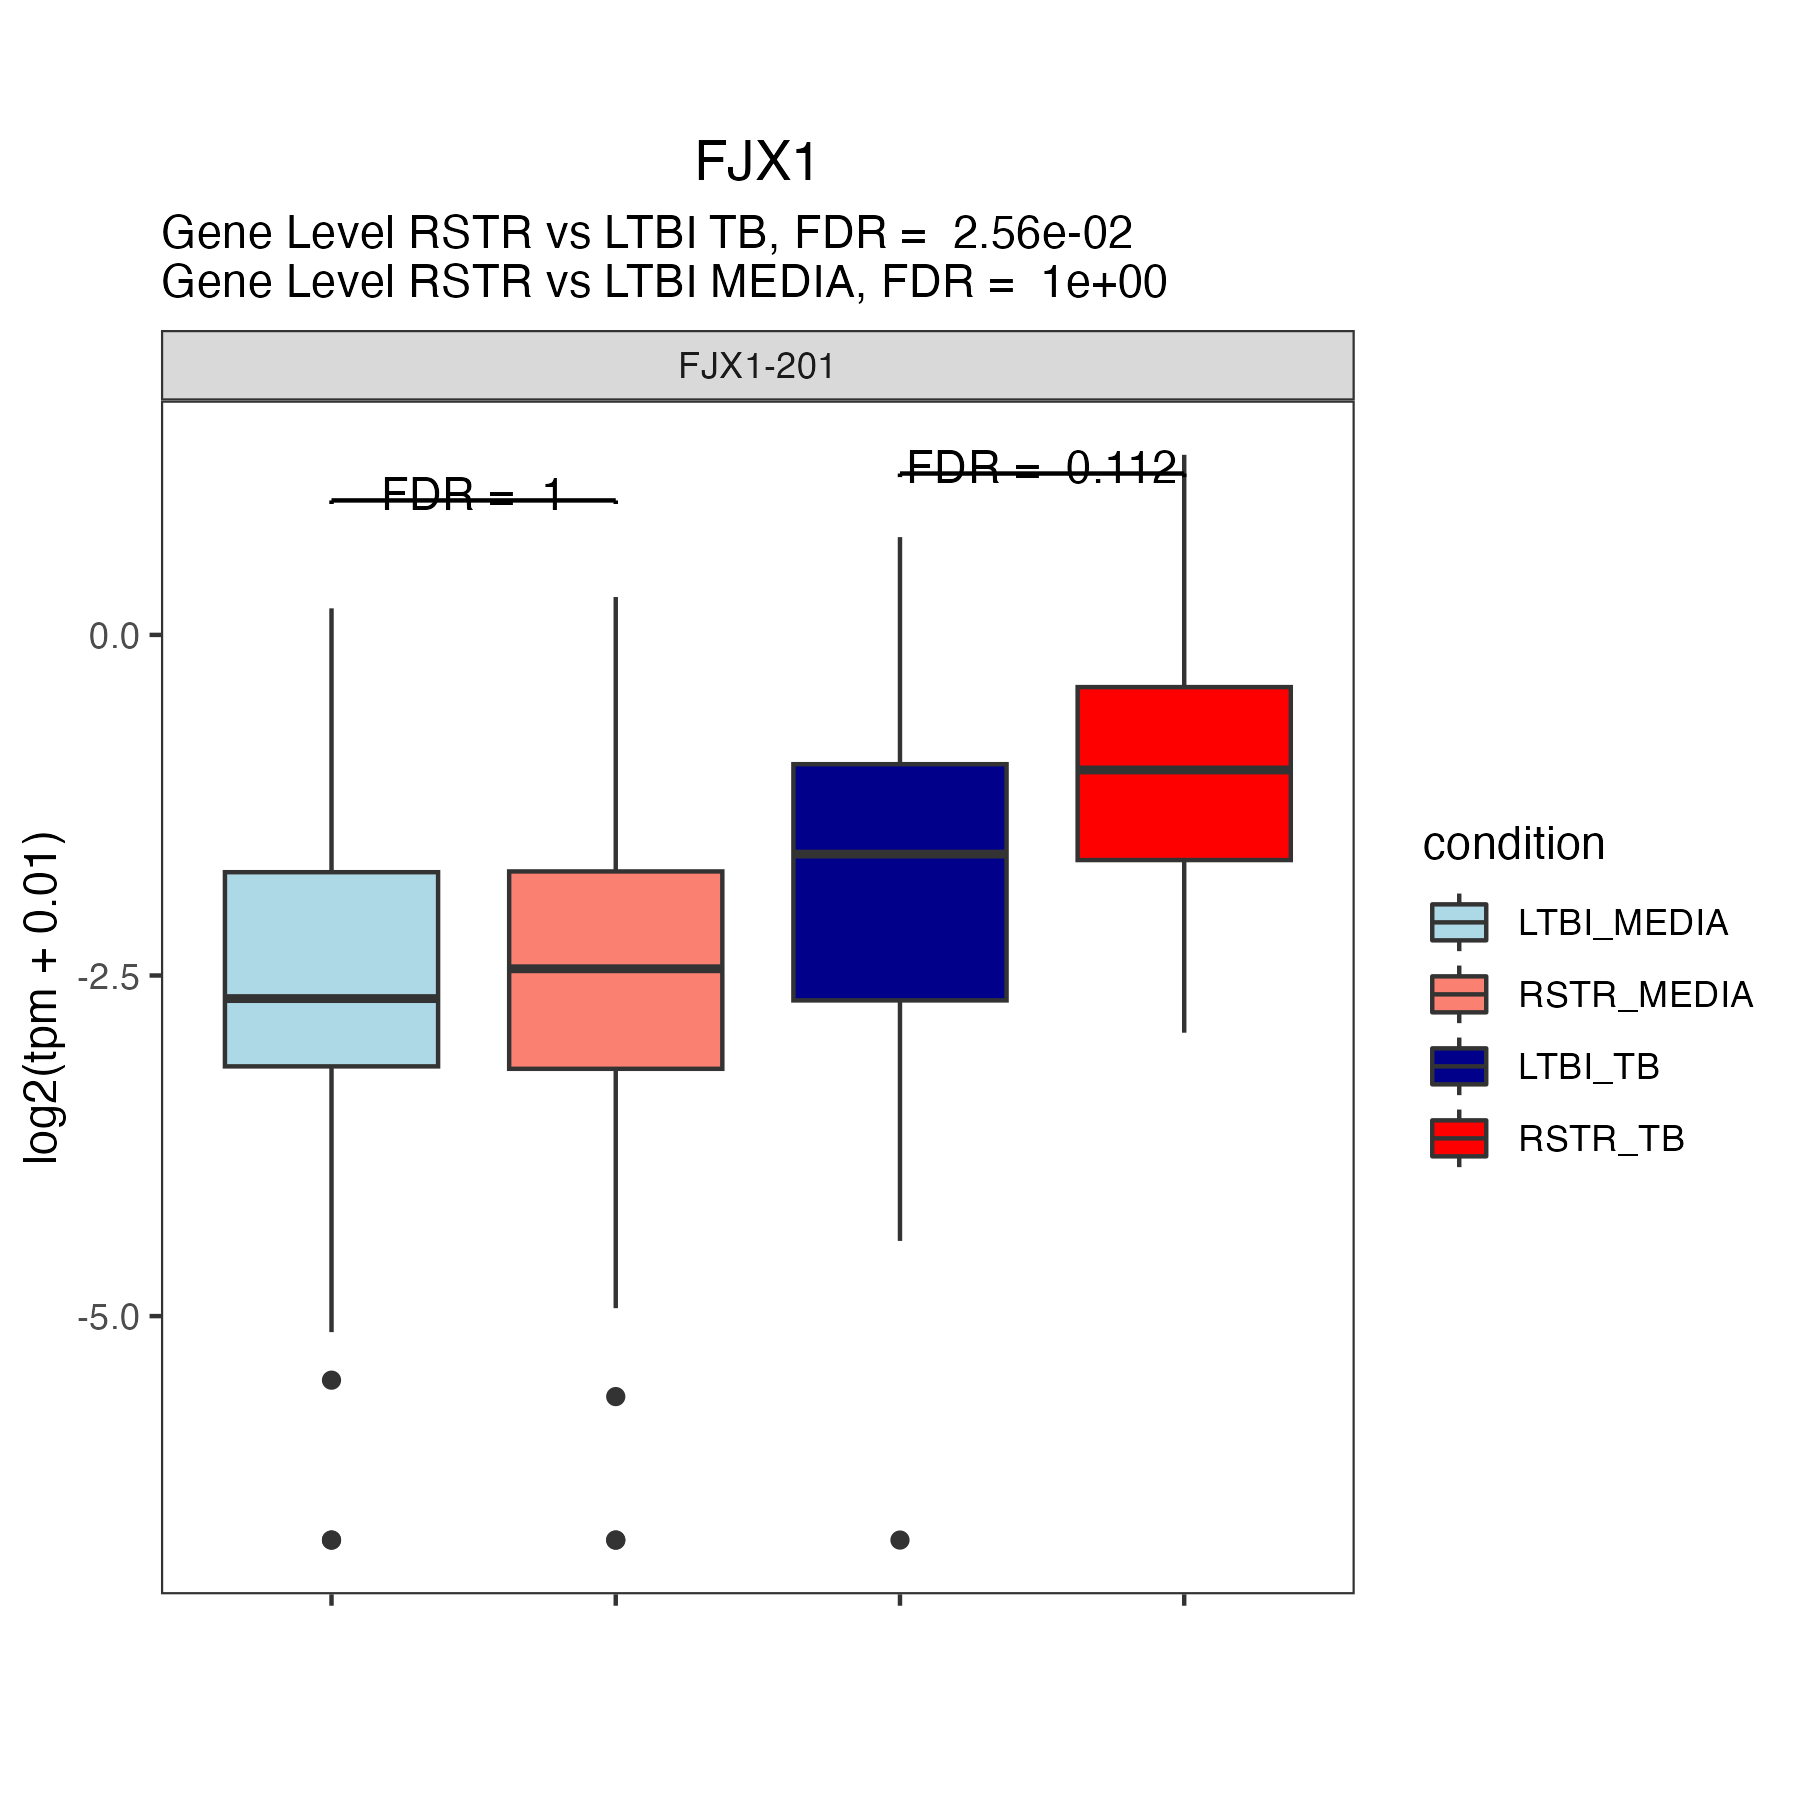 FJX1
Gene Level RSTR vs LTBI TB, FDR =  2.56e-02
Gene Level RSTR vs LTBI MEDIA, FDR =  1e+00
FJX1-201
FDR =  1
FDR =  0.112
0.0
-2.5
-5.0
log2(tpm + 0.01)
condition
LTBI_MEDIA
RSTR_MEDIA
LTBI_TB
RSTR_TB